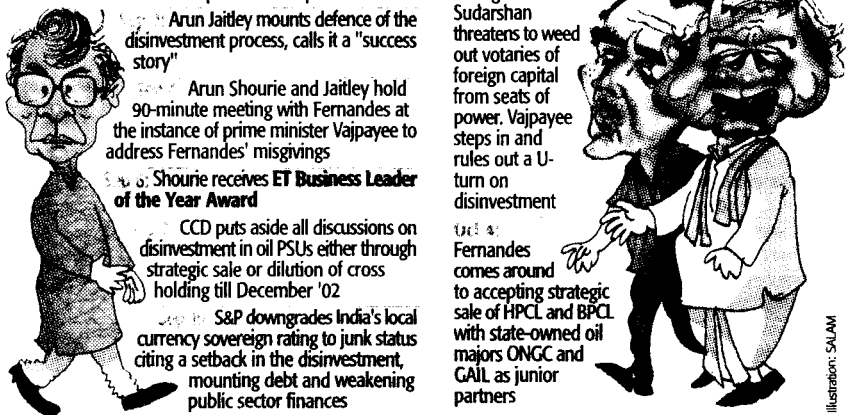 Arun Jaitley mounts defence of the
disinvestment process, calls it a "success
story"
Arun Shourie and Jaitley hold
90-minute meeting with Fernandes at
the instance of prime minister Vajpayee to
address Fernandes' misgivings
Shourie receives ET Business Leader
of the Year Award
CCD puts aside all discussions on
disinvestment in oil PSUs either through
strategic sale or dilution of cross
holding till December '02
S&P downgrades India's local
currency sovereign rating to junk status
citing a setback in the disinvestment,
mounting debt and weakening
public sector finances
Sudarshan
threatens to weed
out votaries of
foreign capital
from seats of
power. Vajpayee
steps in and
rules out a U-
turn on
disinvestment
Oct 4:
Fernandes
comes around
to accepting strategic
sale of HPCL and BPCL
with state-owned oil
majors ONGC and
GAIL as junior
partners
Illustration: SALAM